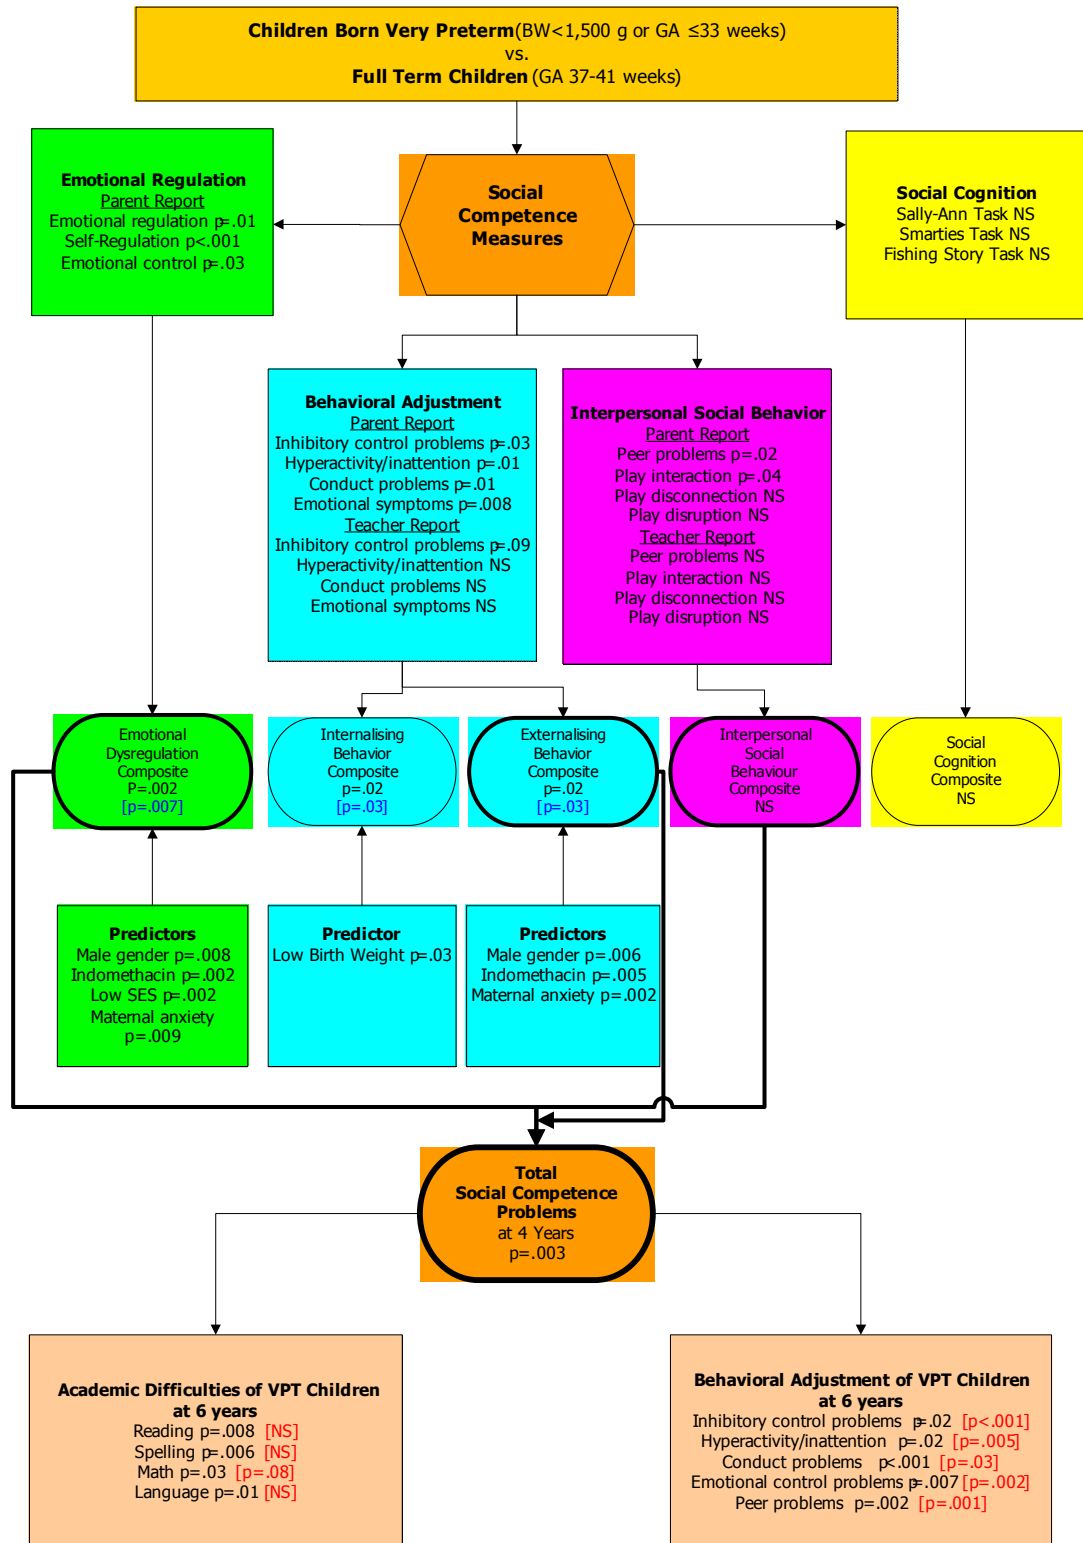 Children Born Very Preterm (BW<1,500 g or GA ≤33 weeks)
vs.
Full Term Children (GA 37-41 weeks)
Emotional Regulation
Parent Report
Emotional regulation p=.01
Self-Regulation p<.001
Emotional control p=.03
Social
Competence
Measures
Social Cognition
Sally-Ann Task NS
Smarties Task NS
Fishing Story Task NS
Behavioral Adjustment
Parent Report
Inhibitory control problems p=.03
Hyperactivity/inattention p=.01
Conduct problems p=.01
Emotional symptoms p=.008
Teacher Report
Inhibitory control problems p=.09
Hyperactivity/inattention NS
Conduct problems NS
Emotional symptoms NS
Interpersonal Social Behavior
Parent Report
Peer problems p=.02
Play interaction p=.04
Play disconnection NS
Play disruption NS
Teacher Report
Peer problems NS
Play interaction NS
Play disconnection NS
Play disruption NS
Emotional
Dysregulation
Composite
P=.002
[p=.007]
Internalising
Behavior
Composite
p=.02
[p=.03]
Externalising
Behavior
Composite
p=.02
[p=.03]
Interpersonal
Social
Behaviour
Composite
NS
Social
Cognition
Composite
NS
Predictors
Male gender p=.008
Indomethacin p=.002
Low SES p=.002
Maternal anxiety
p=.009
Predictor
Low Birth Weight p=.03
Predictors
Male gender p=.006
Indomethacin p=.005
Maternal anxiety p=.002
Total
Social Competence
Problems
at 4 Years
p=.003
Academic Difficulties of VPT Children
at 6 years
Reading p=.008 [NS]
Spelling p=.006 [NS]
Math p=.03 [p=.08]
Language p=.01 [NS]
Behavioral Adjustment of VPT Children
at 6 years
Inhibitory control problems p=.02 [p<.001]
Hyperactivity/inattention p=.02 [p=.005]
Conduct problems p<.001 [p=.03]
Emotional control problems p=.007 [p=.002]
Peer problems p=.002 [p=.001]